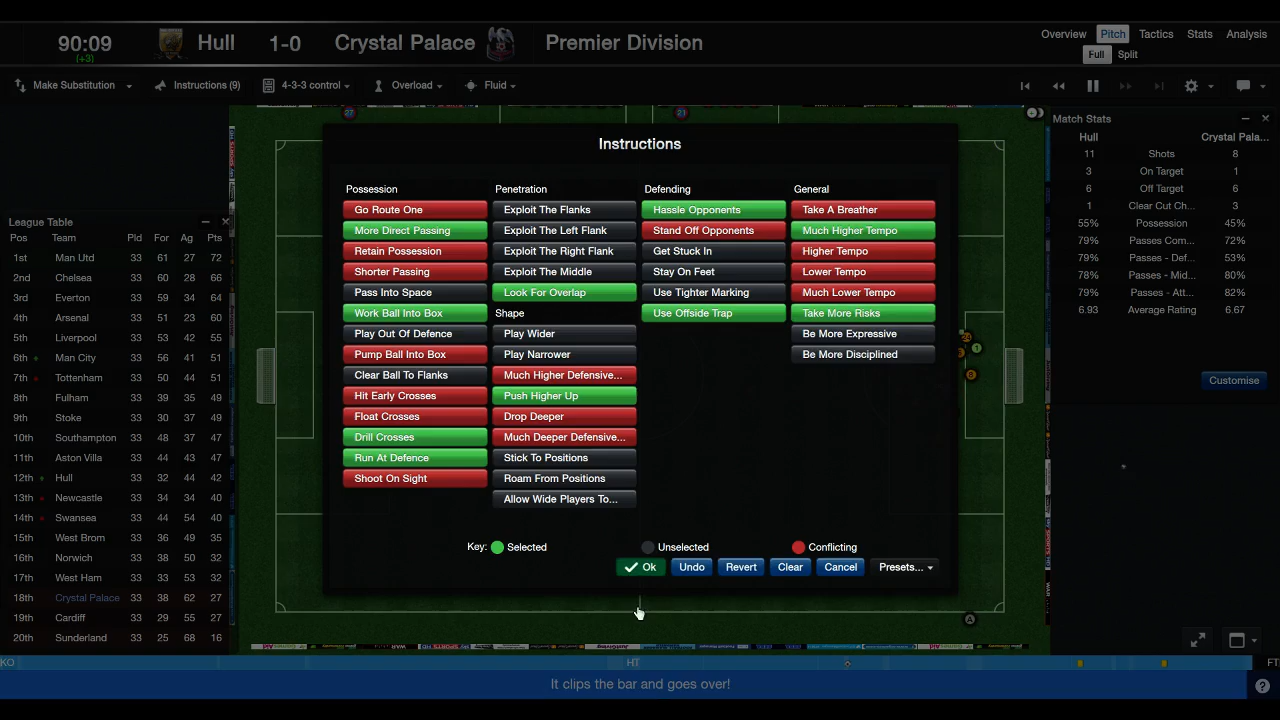 90:09
(+3)
Hull 1-0 Crystal Palace
Premier Division
Overview Pitch Tactics Stats Analysis
Full Split
Make Substitution Instructions (9) 4-3-3 control Overload Fluid
27 21
Instructions
Possession
Go Route One
More Direct Passing
Retain Possession
Shorter Passing
Pass Into Space
Work Ball Into Box
Play Out Of Defence
Pump Ball Into Box
Clear Ball To Flanks
Hit Early Crosses
Float Crosses
Drill Crosses
Run At Defence
Shoot On Sight
Penetration
Exploit The Flanks
Exploit The Left Flank
Exploit The Right Flank
Exploit The Middle
Look For Overlap
Shape
Play Wider
Play Narrower
Much Higher Defensive...
Push Higher Up
Drop Deeper
Much Deeper Defensive...
Stick To Positions
Roam From Positions
Allow Wide Players To...
Defending
Hassle Opponents
Stand Off Opponents
Get Stuck In
Stay On Feet
Use Tighter Marking
Use Offside Trap
General
Take A Breather
Much Higher Tempo
Higher Tempo
Lower Tempo
Much Lower Tempo
Take More Risks
Be More Expressive
Be More Disciplined
Key: Selected Unselected Conflicting
Ok Undo Revert Clear Cancel Presets...
League Table
Pos Team Pld For Ag Pts
1st Man Utd 33 61 27 72
2nd Chelsea 33 60 28 66
3rd Everton 33 59 34 64
4th Arsenal 33 51 23 60
5th Liverpool 33 53 42 55
6th Man City 33 56 41 51
7th Tottenham 33 50 44 51
8th Fulham 33 39 35 49
9th Stoke 33 30 37 49
10th Southampton 33 48 37 47
11th Aston Villa 33 44 43 47
12th Hull 33 32 44 42
13th Newcastle 33 34 34 40
14th Swansea 33 44 54 40
15th West Brom 33 36 49 35
16th Norwich 33 38 50 32
17th West Ham 33 33 53 32
18th Crystal Palace 33 38 62 27
19th Cardiff 33 29 55 27
20th Sunderland 33 25 68 16
Match Stats
Hull Crystal Pala...
11 Shots 8
3 On Target 1
6 Off Target 6
1 Clear Cut Ch... 3
55% Possession 45%
79% Passes Com... 72%
79% Passes - Def... 53%
78% Passes - Mid... 80%
79% Passes - Att... 82%
6.93 Average Rating 6.67
Customise
1
8
A
KO HT FT
It clips the bar and goes over!